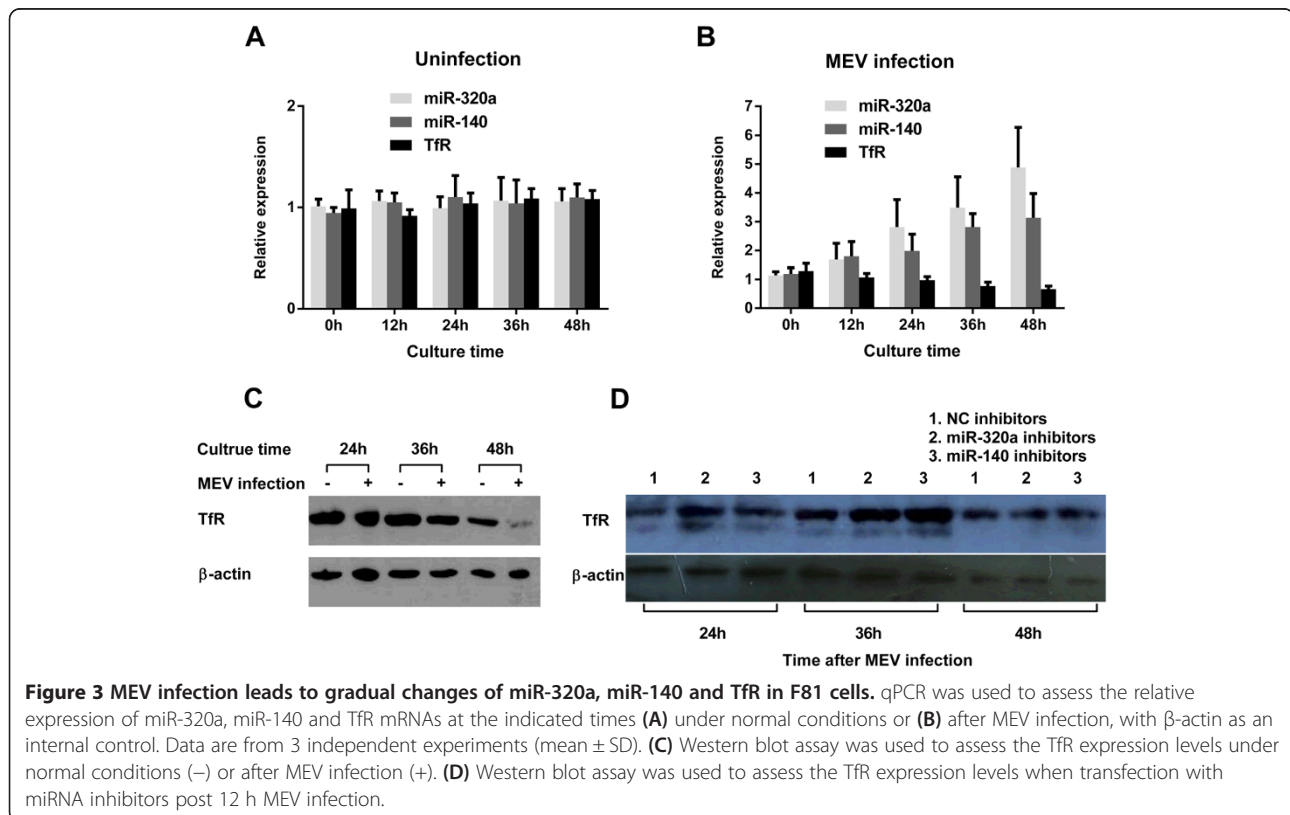 A
Uninfection
miR-320a
miR-140
TfR
Relative expression
2
1
0
0h 12h 24h 36h 48h
Culture time
B
MEV infection
miR-320a
miR-140
TfR
Relative expression
7
6
5
4
3
2
1
0
0h 12h 24h 36h 48h
Culture time
C
Cultrue time 24h 36h 48h
MEV infection - + - + - +
TfR
β-actin
D
1. NC inhibitors
2. miR-320a inhibitors
3. miR-140 inhibitors
1 2 3 1 2 3 1 2 3
TfR
β-actin
24h 36h 48h
Time after MEV infection
Figure 3 MEV infection leads to gradual changes of miR-320a, miR-140 and TfR in F81 cells. qPCR was used to assess the relative
expression of miR-320a, miR-140 and TfR mRNAs at the indicated times (A) under normal conditions or (B) after MEV infection, with β-actin as an
internal control. Data are from 3 independent experiments (mean ± SD). (C) Western blot assay was used to assess the TfR expression levels under
normal conditions (−) or after MEV infection (+). (D) Western blot assay was used to assess the TfR expression levels when transfection with
miRNA inhibitors post 12 h MEV infection.